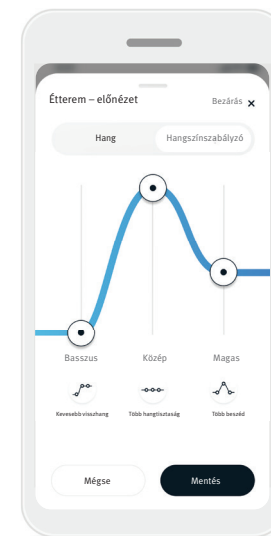 Étterem – előnézet
Bezárás ×
Hang Hangszínszabályzó
Basszus Közép Magas
Kevesebb visszhang Több hangtisztaság Több beszéd
Mégse Mentés